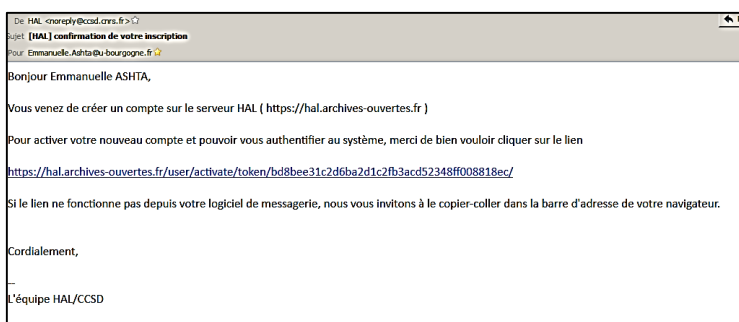 De HAL <noreply@ccsd.cnrs.fr>
Sujet [HAL] confirmation de votre inscription
Pour Emmanuelle.Ashta@u-bourgogne.fr
Bonjour Emmanuelle ASHTA,
Vous venez de créer un compte sur le serveur HAL ( https://hal.archives-ouvertes.fr )
Pour activer votre nouveau compte et pouvoir vous authentifier au système, merci de bien vouloir cliquer sur le lien
https://hal.archives-ouvertes.fr/user/activate/token/bd8bee31c2d6ba2d1c2fb3acd52348ff008818ec/
Si le lien ne fonctionne pas depuis votre logiciel de messagerie, nous vous invitons à le copier-coller dans la barre d'adresse de votre navigateur.
Cordialement,
--
L'équipe HAL/CCSD